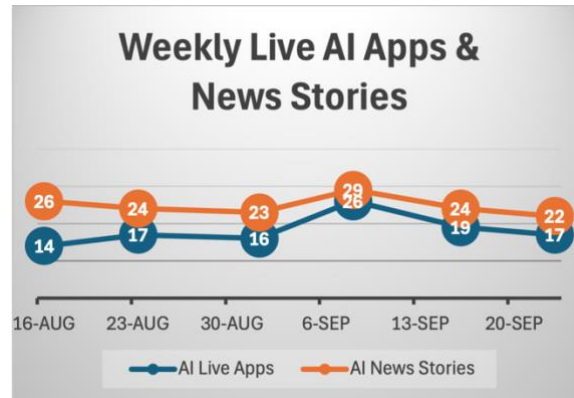 Weekly Live AI Apps &
News Stories
26 24 23 29 24 22
14 17 16 26 19 17
16-AUG 23-AUG 30-AUG 6-SEP 13-SEP 20-SEP
AI Live Apps AI News Stories